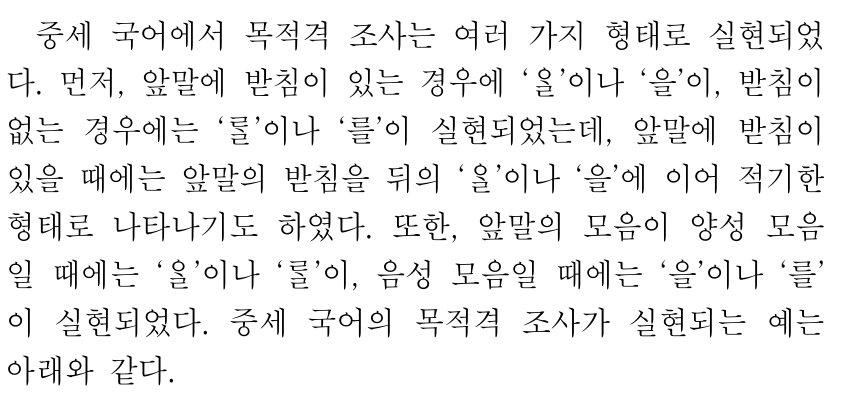 중세 국어에서 목적격 조사는 여러 가지 형태로 실현되었
다. 먼저, 앞말에 받침이 있는 경우에 ‘ᄋᆞᆯ’이나 ‘을’이, 받침이
없는 경우에는 ‘ᄅᆞᆯ’이나 ‘를’이 실현되었는데, 앞말에 받침이
있을 때에는 앞말의 받침을 뒤의 ‘ᄋᆞᆯ’이나 ‘을’에 이어 적기한
형태로 나타나기도 하였다. 또한, 앞말의 모음이 양성 모음
일 때에는 ‘ᄋᆞᆯ’이나 ‘ᄅᆞᆯ’이, 음성 모음일 때에는 ‘을’이나 ‘를’
이 실현되었다. 중세 국어의 목적격 조사가 실현되는 예는
아래와 같다.